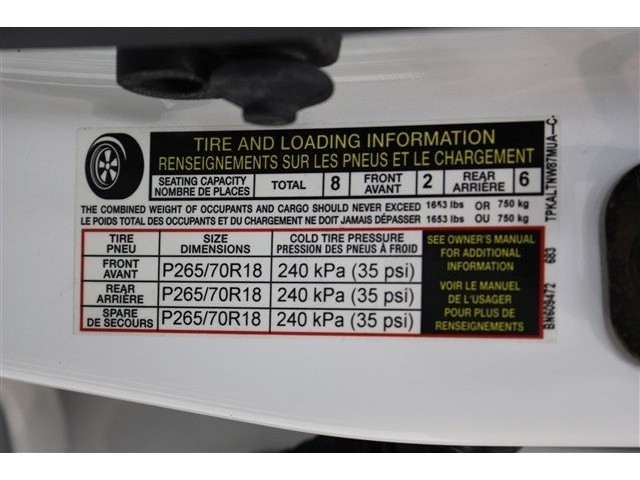 TIRE AND LOADING INFORMATION
RENSEIGNEMENTS SUR LES PNEUS ET LE CHARGEMENT
SEATING CAPACITY TOTAL 8 FRONT 2 REAR 6
NOMBRE DE PLACES AVANT ARRIÈRE
THE COMBINED WEIGHT OF OCCUPANTS AND CARGO SHOULD NEVER EXCEED 1653 lbs OR 750 kg
LE POIDS TOTAL DES OCCUPANTS ET DU CHARGEMENT NE DOIT JAMAIS DÉPASSER 1653 lbs OU 750 kg
TIRE SIZE COLD TIRE PRESSURE
PNEU DIMENSIONS PRESSION DES PNEUS À FROID
FRONT
AVANT P265/70R18 240 kPa (35 psi)
REAR
ARRIÈRE P265/70R18 240 kPa (35 psi)
SPARE
DE SECOURS P265/70R18 240 kPa (35 psi)
SEE OWNER'S MANUAL
FOR ADDITIONAL
INFORMATION
VOIR LE MANUEL
DE L'USAGER
POUR PLUS DE
RENSEIGNEMENTS
BN609472 683 TPKALTNW87MUA—C-